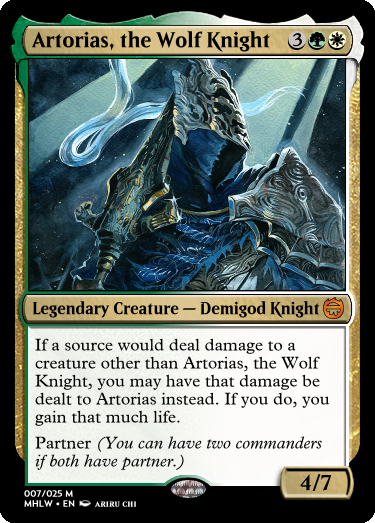 Artorias, the Wolf Knight 3
Legendary Creature — Demigod Knight
If a source would deal damage to a
creature other than Artorias, the Wolf
Knight, you may have that damage be
dealt to Artorias instead. If you do, you
gain that much life.
Partner (You can have two commanders
if both have partner.)
4/7
007/025 M
MHLW • EN ARIRU CHI